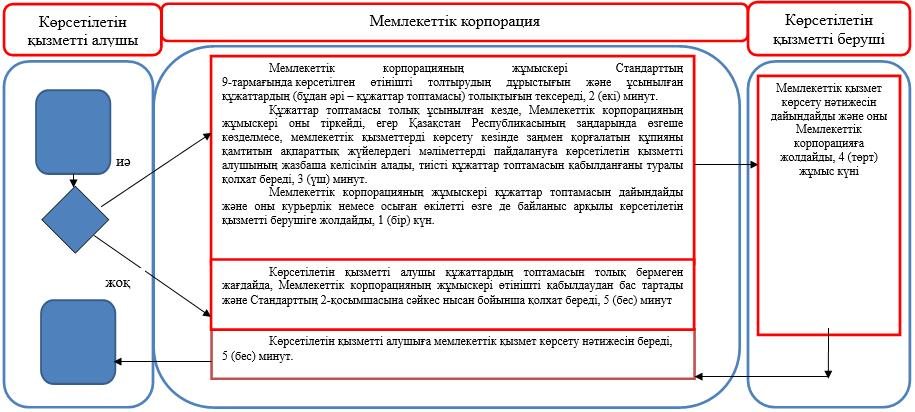 Көрсетілетін
қызметті алушы
Мемлекеттік корпорация
Көрсетілетін
қызметті беруші
иә
жоқ
Мемлекеттік корпорацияның жұмыскері Стандарттың
9-тармағында көрсетілген өтінішті толтырудың дұрыстығын және ұсынылған
құжаттардың (бұдан әрі – құжаттар топтамасы) толықтығын тексереді, 2 (екі) минут.
Құжаттар топтамасы толық ұсынылған кезде, Мемлекеттік корпорацияның
жұмыскері оны тіркейді, егер Қазақстан Республикасының заңдарында өзгеше
көзделмесе, мемлекеттік қызметтерді көрсету кезінде заңмен қорғалатын құпияны
қамтитын ақпараттық жүйелердегі мәліметтерді пайдалануға көрсетілетін қызметті
алушының жазбаша келісімін алады, тиісті құжаттар топтамасын қабылданғаны туралы
қолхат береді, 3 (үш) минут.
Мемлекеттік корпорацияның жұмыскері құжаттар топтамасын дайындайды
және оны курьерлік немесе осыған өкілетті өзге де байланыс арқылы көрсетілетін
қызметті берушіге жолдайды, 1 (бір) күн.
Көрсетілетін қызметті алушы құжаттардың топтамасын толық бермеген
жағдайда, Мемлекеттік корпорацияның жұмыскері өтінішті қабылдаудан бас тартады
және Стандарттың 2-қосымшасына сәйкес нысан бойынша қолхат береді, 5 (бес) минут
Көрсетілетін қызметті алушыға мемлекеттік қызмет көрсету нәтижесін береді,
5 (бес) минут.
Мемлекеттік қызмет
көрсету нәтижесін
дайындайды және оны
Мемлекеттік
корпорацияға
жолдайды, 4 (төрт)
жұмыс күні